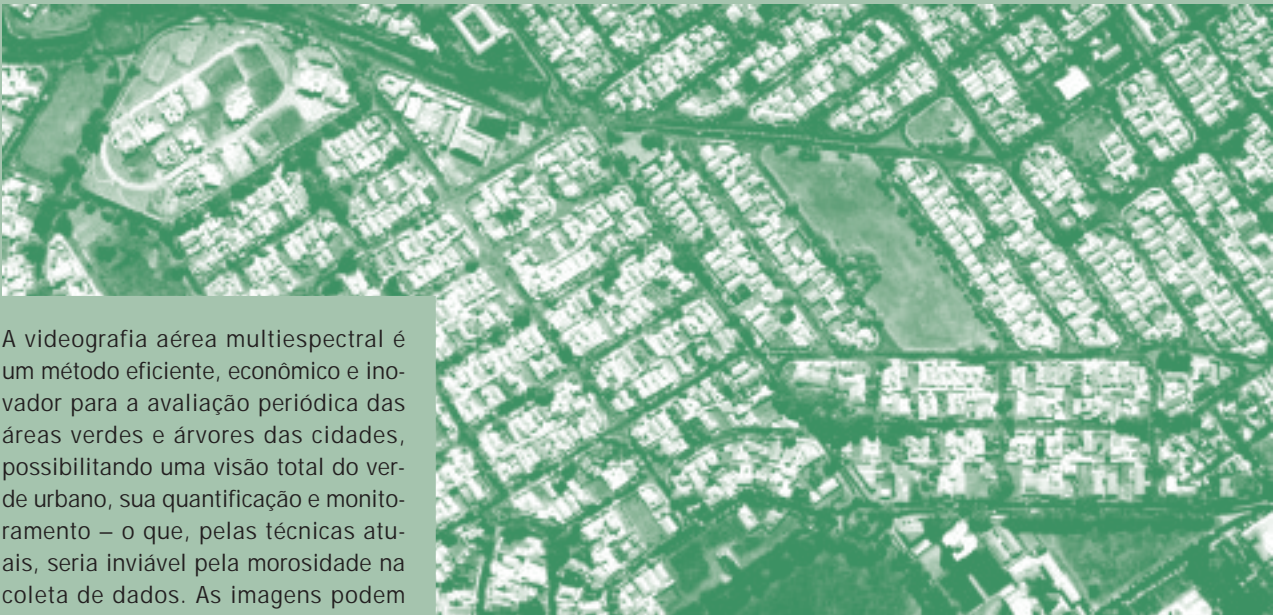 A videografia aérea multiespectral é
um método eficiente, econômico e ino-
vador para a avaliação periódica das
áreas verdes e árvores das cidades,
possibilitando uma visão total do ver-
de urbano, sua quantificação e monito-
ramento – o que, pelas técnicas atu-
ais, seria inviável pela morosidade na
coleta de dados. As imagens podem